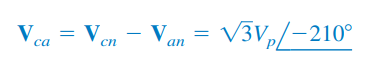 V_ca = V_cn − V_an = √3V_p/−210°